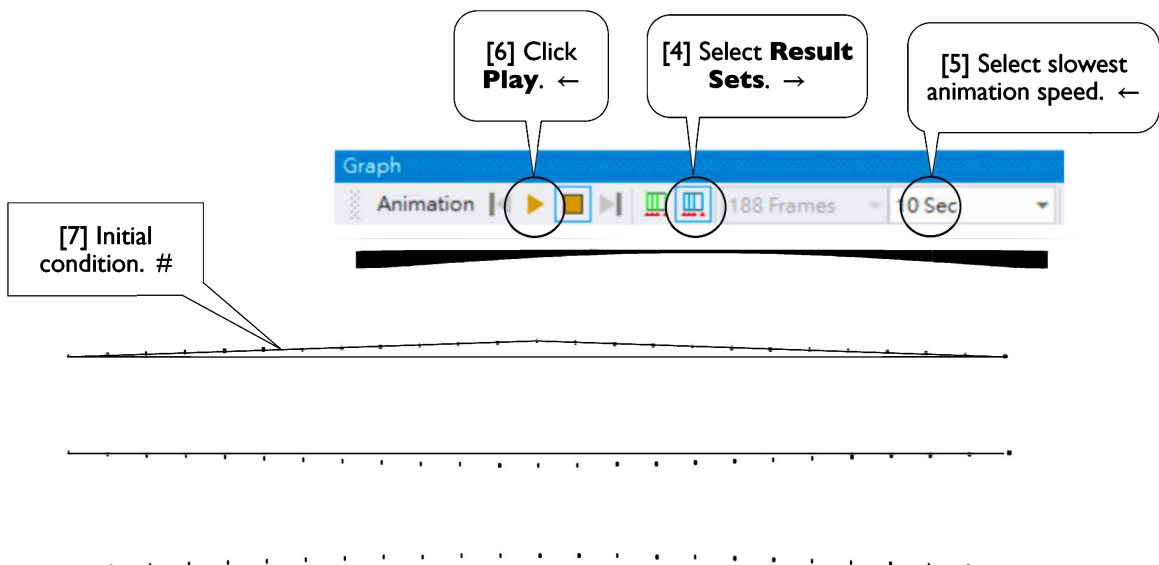 [6] Click
Play. ←
[4] Select Result
Sets. →
[5] Select slowest
animation speed. ←
Graph
Animation
188 Frames
10 Sec
[7] Initial
condition. #